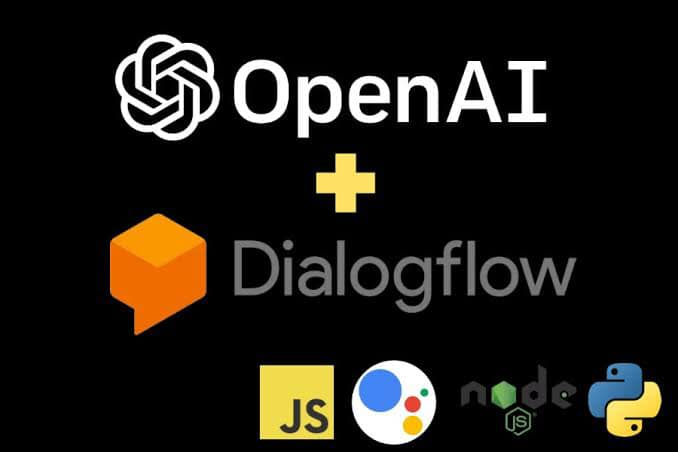 OpenAI
+
Dialogflow
JS
node
JS